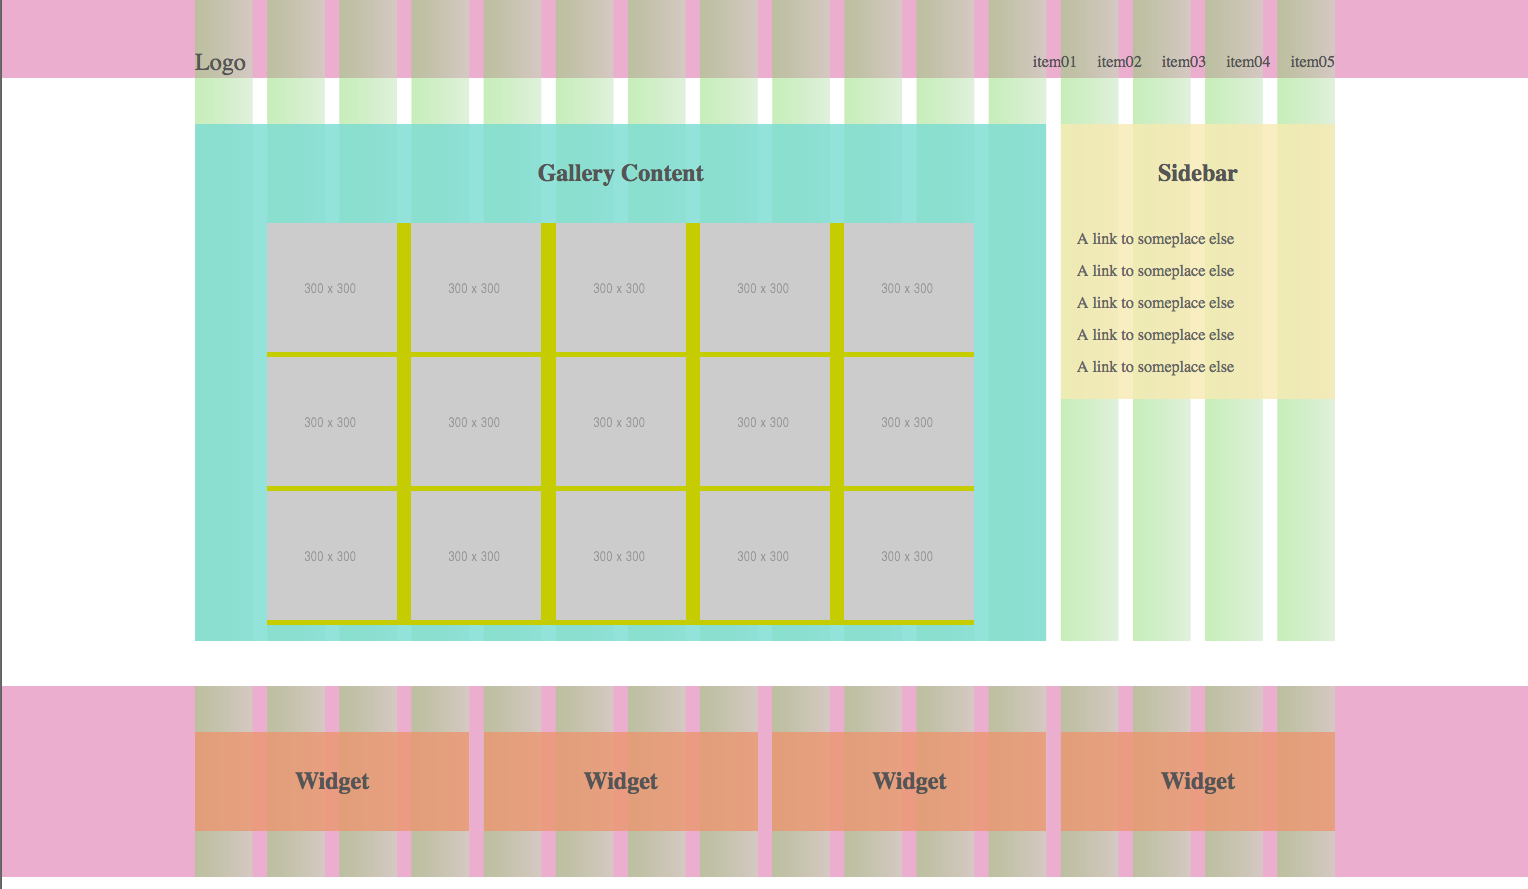 Logo
item01 item02 item03 item04 item05
Gallery Content
300 x 300 300 x 300 300 x 300 300 x 300 300 x 300
300 x 300 300 x 300 300 x 300 300 x 300 300 x 300
300 x 300 300 x 300 300 x 300 300 x 300 300 x 300
Sidebar
A link to someplace else
A link to someplace else
A link to someplace else
A link to someplace else
A link to someplace else
Widget Widget Widget Widget